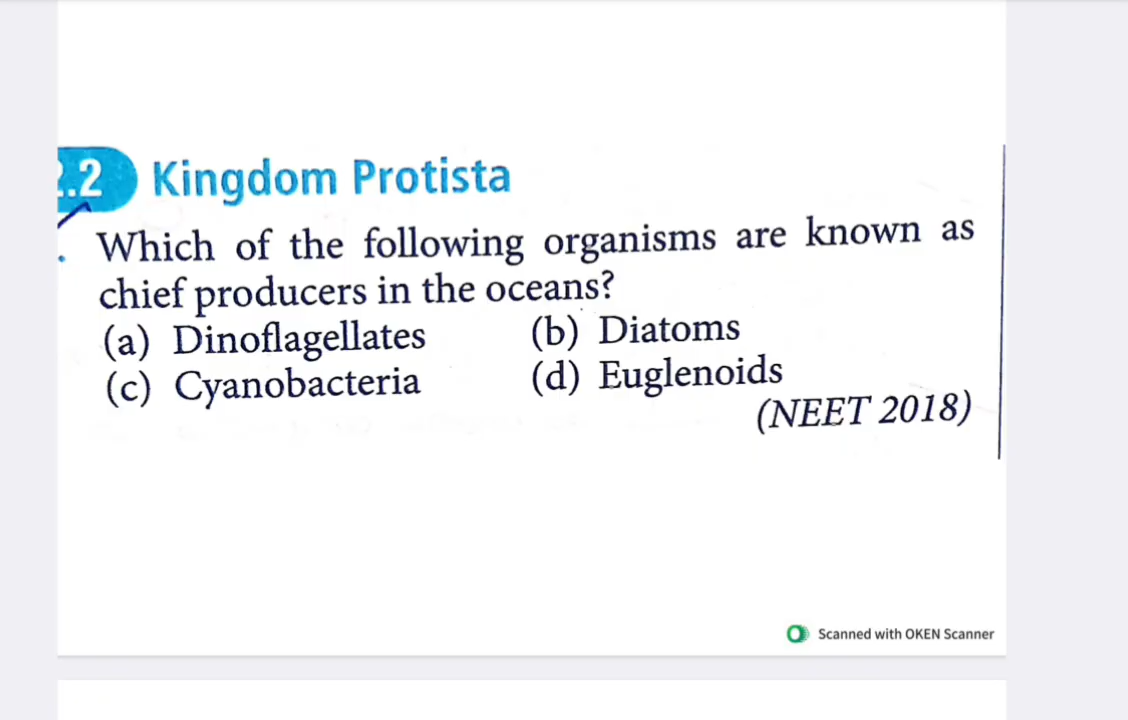 .2 Kingdom Protista
. Which of the following organisms are known as
chief producers in the oceans?
(a) Dinoflagellates (b) Diatoms
(c) Cyanobacteria (d) Euglenoids
(NEET 2018)
Scanned with OKEN Scanner